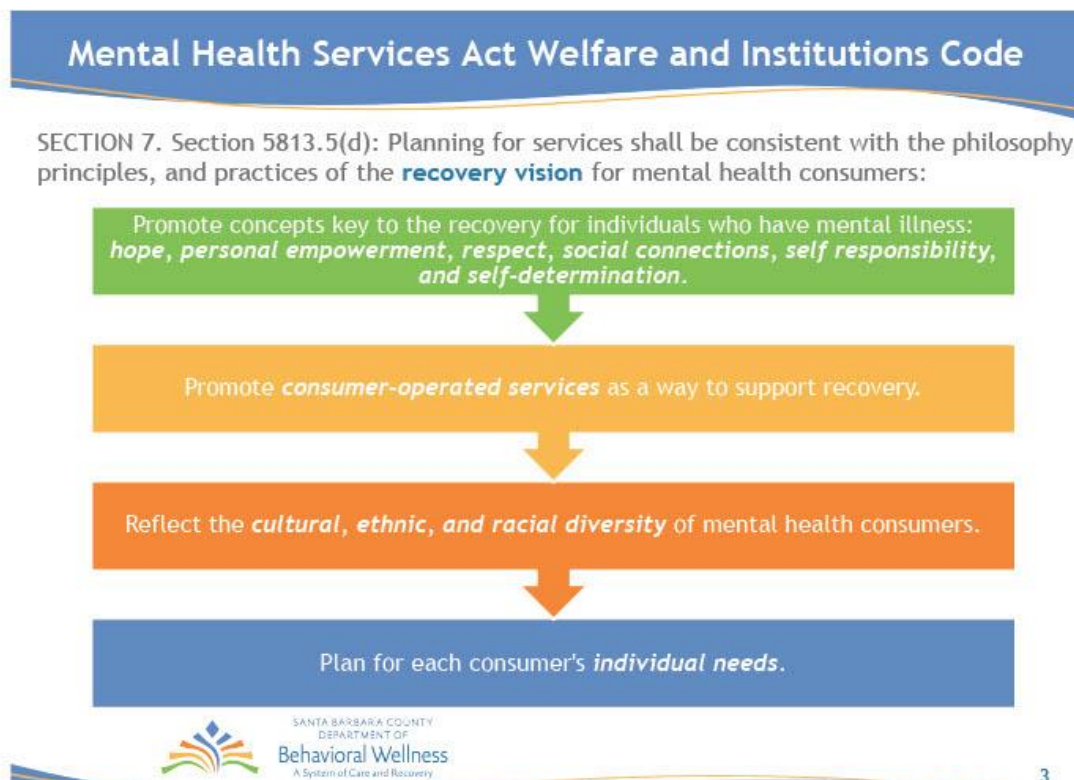 Mental Health Services Act Welfare and Institutions Code
SECTION 7. Section 5813.5(d): Planning for services shall be consistent with the philosophy
principles, and practices of the recovery vision for mental health consumers:
Promote concepts key to the recovery for individuals who have mental illness:
hope, personal empowerment, respect, social connections, self responsibility,
and self-determination.
Promote consumer-operated services as a way to support recovery.
Reflect the cultural, ethnic, and racial diversity of mental health consumers.
Plan for each consumer's individual needs.
SANTA BARBARA COUNTY
DEPARTMENT OF
Behavioral Wellness
A System of Care and Recovery
3